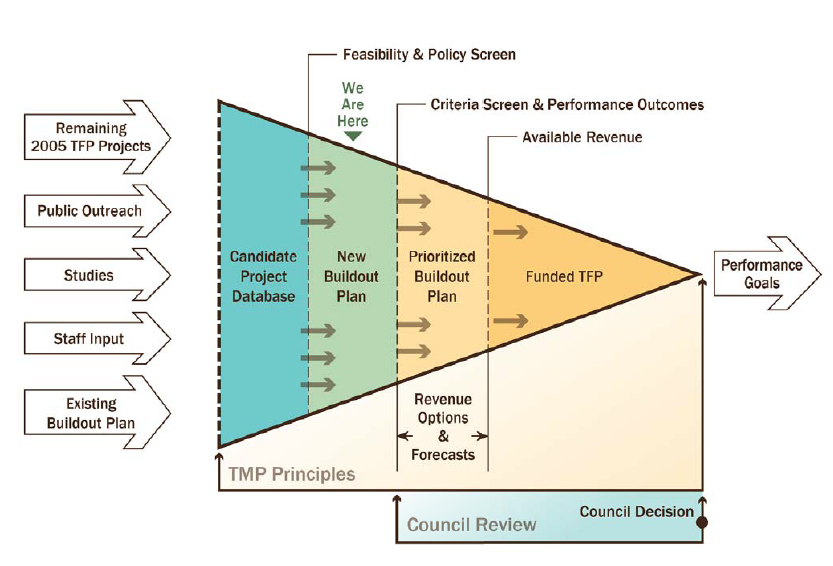 Feasibility & Policy Screen
We
Are
Here
Criteria Screen & Performance Outcomes
Available Revenue
Remaining
2005 TFP Projects
Public Outreach
Studies
Staff Input
Existing
Buildout Plan
Candidate
Project
Database
New
Buildout
Plan
Prioritized
Buildout
Plan
Funded TFP
Performance
Goals
Revenue
Options
&
Forecasts
TMP Principles
Council Review
Council Decision